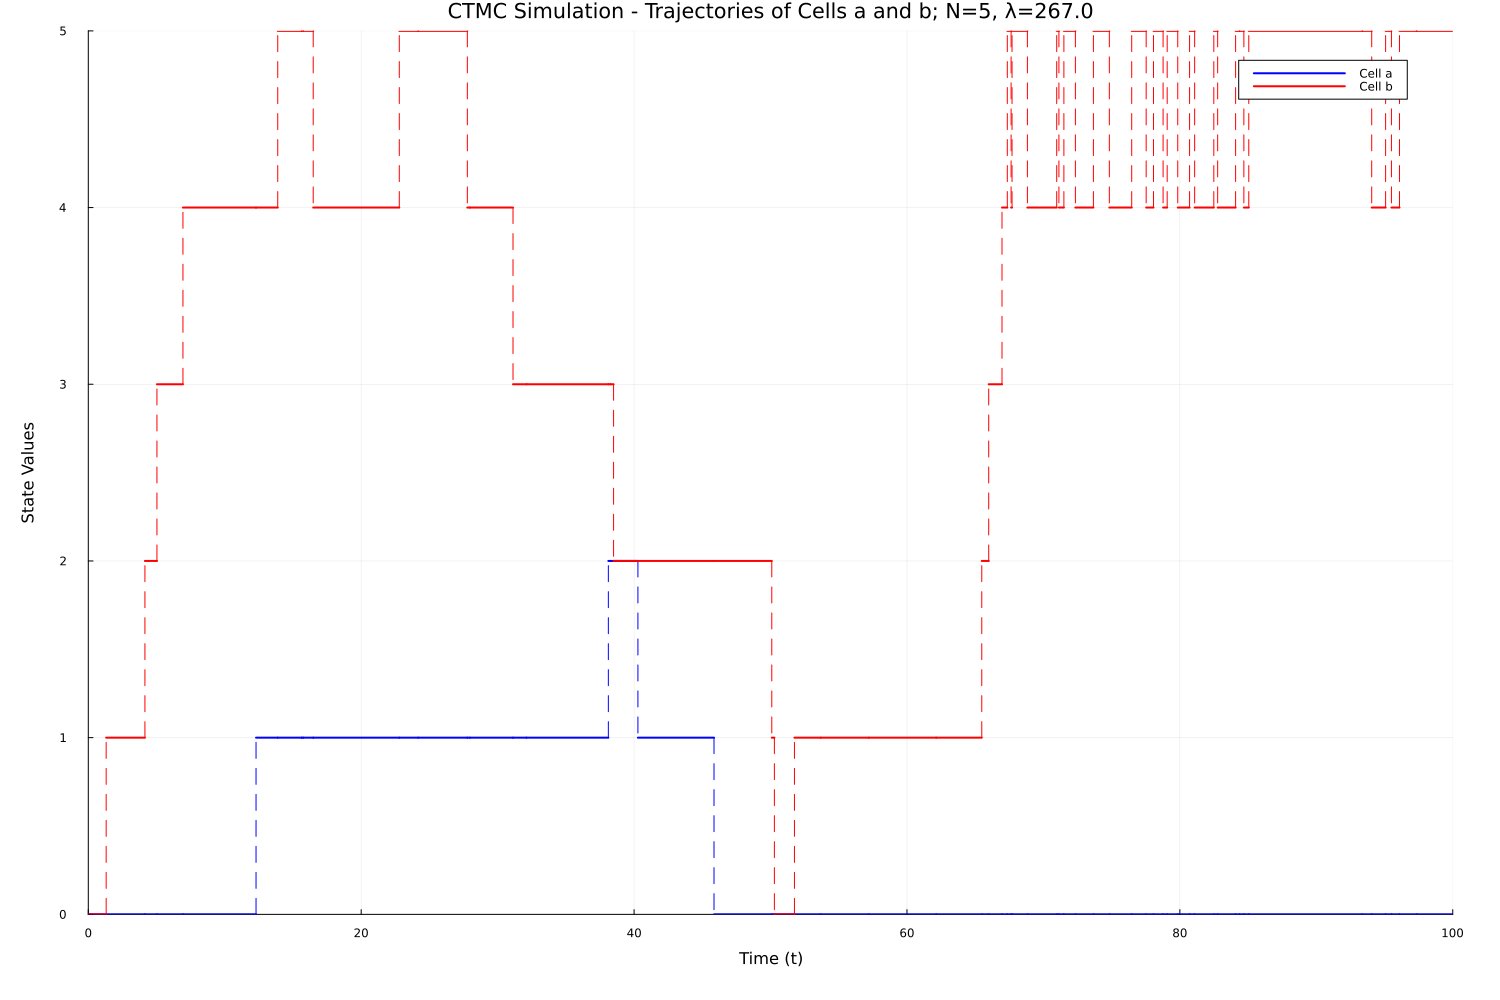 CTMC Simulation - Trajectories of Cells a and b; N=5, λ=267.0
5
Cell a
Cell b
4
3
State Values
2
1
0
0 20 40 60 80 100
Time (t)